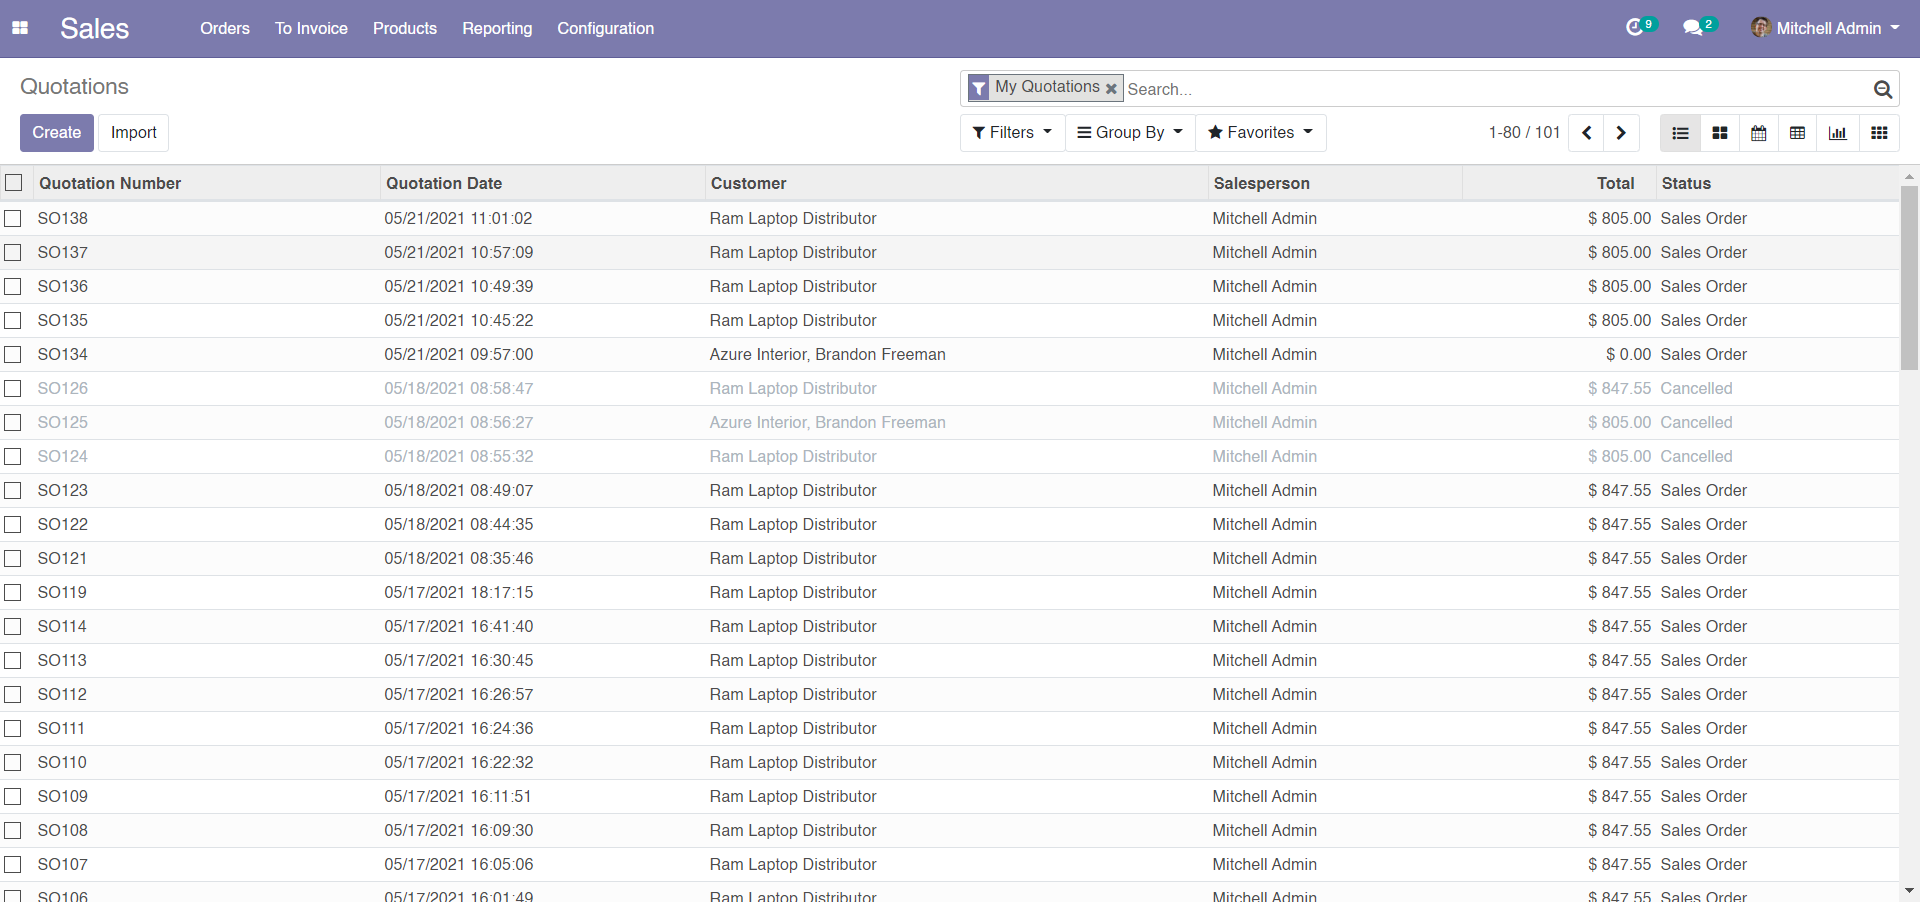 Sales Orders To Invoice Products Reporting Configuration 9 2 Mitchell Admin
Quotations My Quotations Search...
Create Import Filters Group By Favorites 1-80 / 101
Quotation Number Quotation Date Customer Salesperson Total Status
SO138 05/21/2021 11:01:02 Ram Laptop Distributor Mitchell Admin $ 805.00 Sales Order
SO137 05/21/2021 10:57:09 Ram Laptop Distributor Mitchell Admin $ 805.00 Sales Order
SO136 05/21/2021 10:49:39 Ram Laptop Distributor Mitchell Admin $ 805.00 Sales Order
SO135 05/21/2021 10:45:22 Ram Laptop Distributor Mitchell Admin $ 805.00 Sales Order
SO134 05/21/2021 09:57:00 Azure Interior, Brandon Freeman Mitchell Admin $ 0.00 Sales Order
SO126 05/18/2021 08:58:47 Ram Laptop Distributor Mitchell Admin $ 847.55 Cancelled
SO125 05/18/2021 08:56:27 Azure Interior, Brandon Freeman Mitchell Admin $ 805.00 Cancelled
SO124 05/18/2021 08:55:32 Ram Laptop Distributor Mitchell Admin $ 805.00 Cancelled
SO123 05/18/2021 08:49:07 Ram Laptop Distributor Mitchell Admin $ 847.55 Sales Order
SO122 05/18/2021 08:44:35 Ram Laptop Distributor Mitchell Admin $ 847.55 Sales Order
SO121 05/18/2021 08:35:46 Ram Laptop Distributor Mitchell Admin $ 847.55 Sales Order
SO119 05/17/2021 18:17:15 Ram Laptop Distributor Mitchell Admin $ 847.55 Sales Order
SO114 05/17/2021 16:41:40 Ram Laptop Distributor Mitchell Admin $ 847.55 Sales Order
SO113 05/17/2021 16:30:45 Ram Laptop Distributor Mitchell Admin $ 847.55 Sales Order
SO112 05/17/2021 16:26:57 Ram Laptop Distributor Mitchell Admin $ 847.55 Sales Order
SO111 05/17/2021 16:24:36 Ram Laptop Distributor Mitchell Admin $ 847.55 Sales Order
SO110 05/17/2021 16:22:32 Ram Laptop Distributor Mitchell Admin $ 847.55 Sales Order
SO109 05/17/2021 16:11:51 Ram Laptop Distributor Mitchell Admin $ 847.55 Sales Order
SO108 05/17/2021 16:09:30 Ram Laptop Distributor Mitchell Admin $ 847.55 Sales Order
SO107 05/17/2021 16:05:06 Ram Laptop Distributor Mitchell Admin $ 847.55 Sales Order
SO106 05/17/2021 16:01:49 Ram Laptop Distributor Mitchell Admin $ 847.55 Sales Order